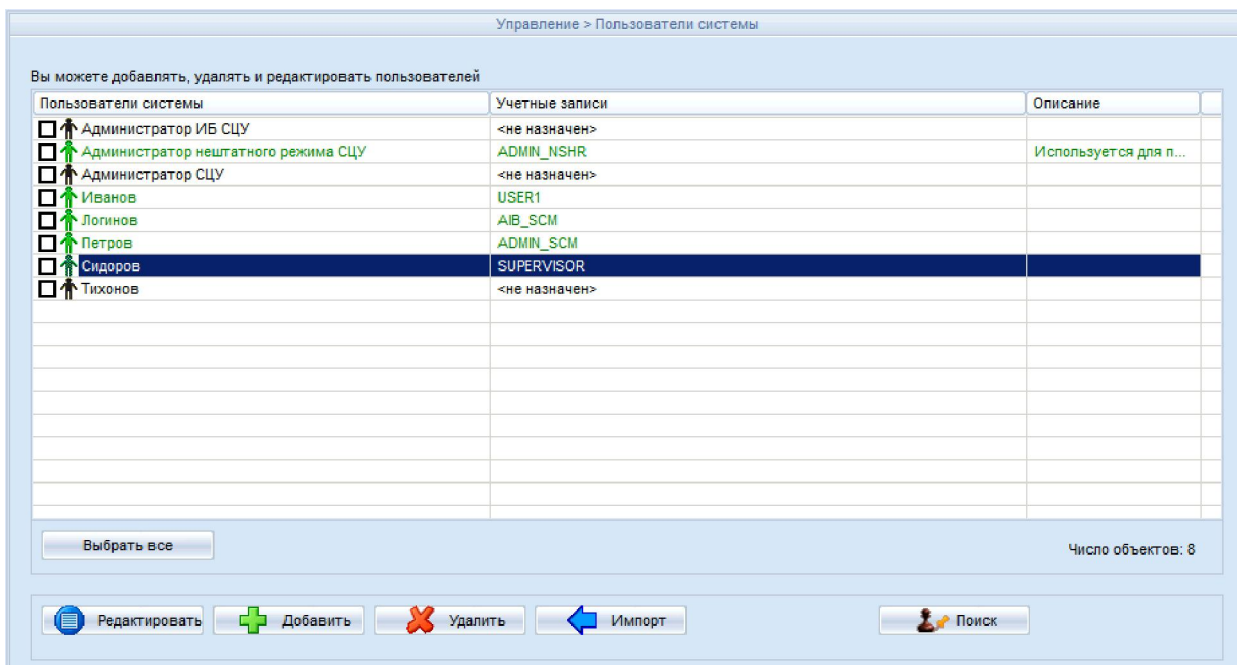 Управление > Пользователи системы
Вы можете добавлять, удалять и редактировать пользователей
Пользователи системы Учетные записи Описание
Администратор ИБ СЦУ <не назначен>
Администратор нештатного режима СЦУ ADMIN_NSHR Используется для п...
Администратор СЦУ <не назначен>
Иванов USER1
Логинов AIB_SCM
Петров ADMIN_SCM
Сидоров SUPERVISOR
Тихонов <не назначен>
Выбрать все Число объектов: 8
Редактировать Добавить Удалить Импорт Поиск